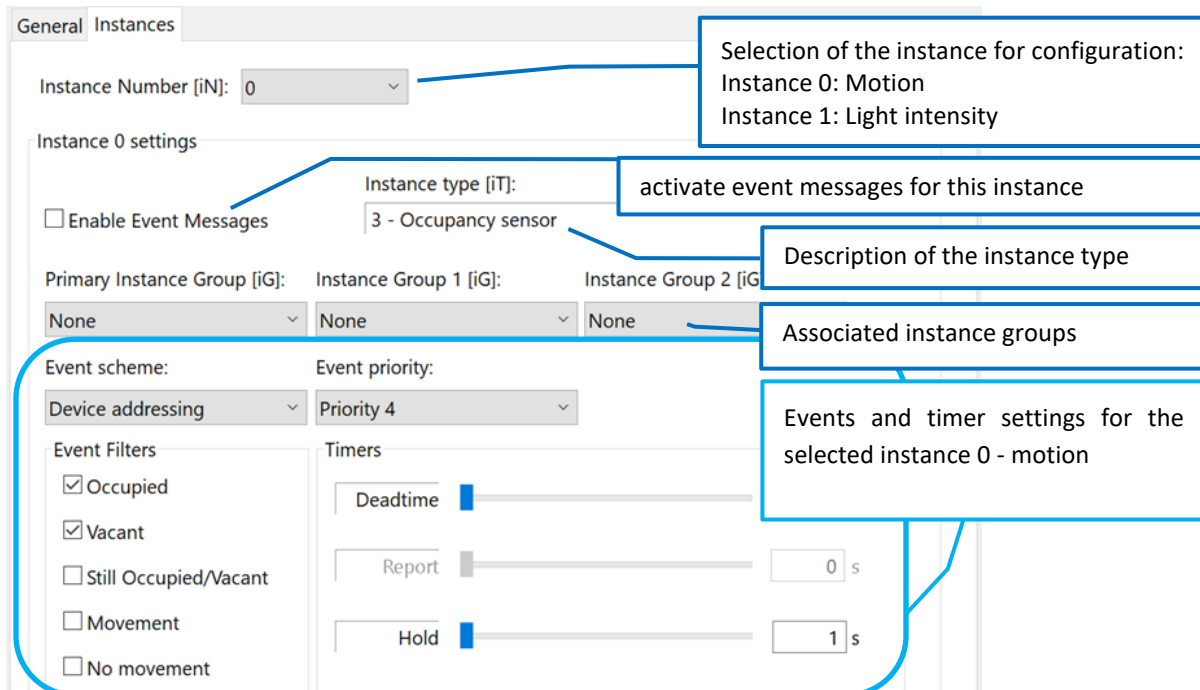 General Instances
Instance Number [iN]: 0
Selection of the instance for configuration:
Instance 0: Motion
Instance 1: Light intensity
Instance 0 settings
Instance type [iT]:
activate event messages for this instance
Enable Event Messages
3 - Occupancy sensor
Description of the instance type
Primary Instance Group [iG]: Instance Group 1 [iG]: Instance Group 2 [iG
None None None
Associated instance groups
Event scheme: Event priority:
Device addressing Priority 4
Events and timer settings for the
selected instance 0 - motion
Event Filters Timers
Occupied
Deadtime
Vacant
Still Occupied/Vacant
Report 0 s
Movement
Hold 1 s
No movement